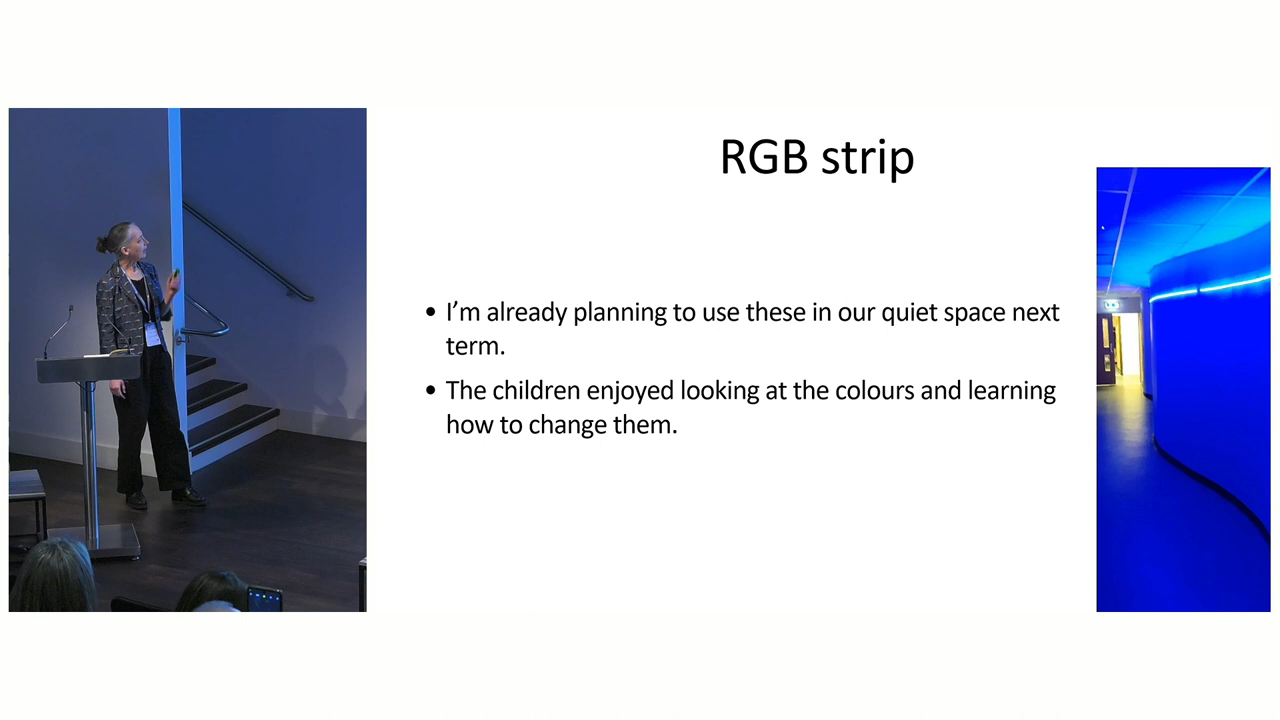 RGB strip
• I’m already planning to use these in our quiet space next
term.
• The children enjoyed looking at the colours and learning
how to change them.